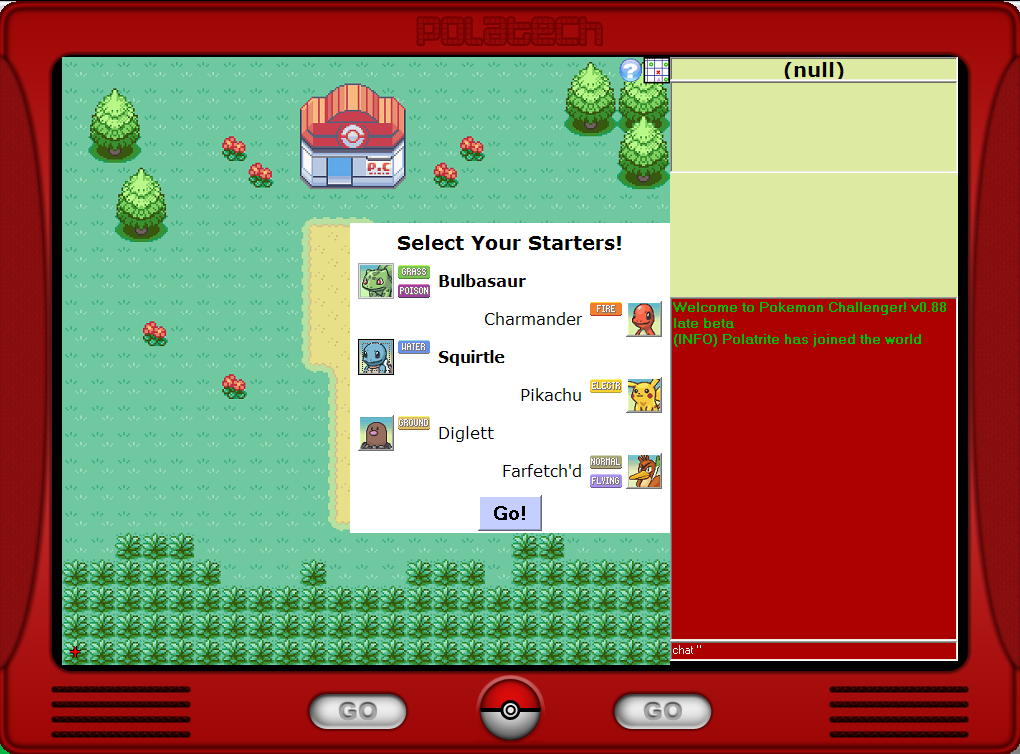 POLATECH
(null)
P.C
Select Your Starters!
GRASS
POISON
Bulbasaur
Charmander
FIRE
WATER
Squirtle
Pikachu
ELECTR
GROUND
Diglett
Farfetch'd
NORMAL
FLYING
Go!
Welcome to Pokemon Challenger! v0.88
late beta
(INFO) Polatrite has joined the world
chat "
GO
GO